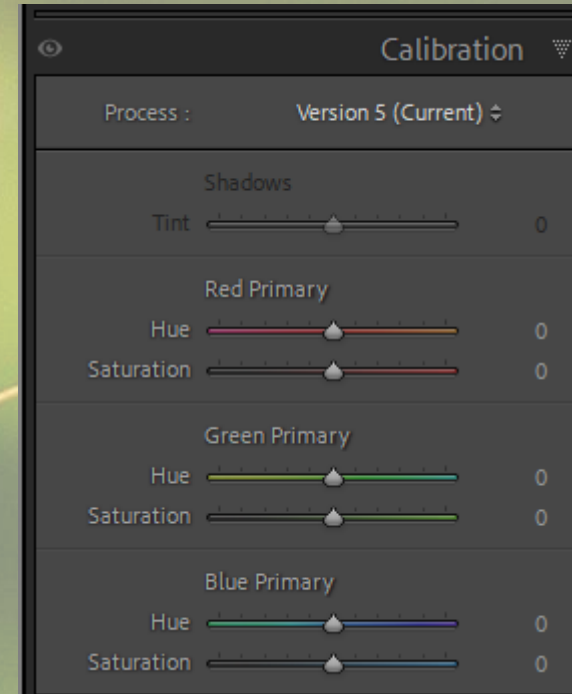 Calibration
Process : Version 5 (Current)
Shadows
Tint 0
Red Primary
Hue 0
Saturation 0
Green Primary
Hue 0
Saturation 0
Blue Primary
Hue 0
Saturation 0